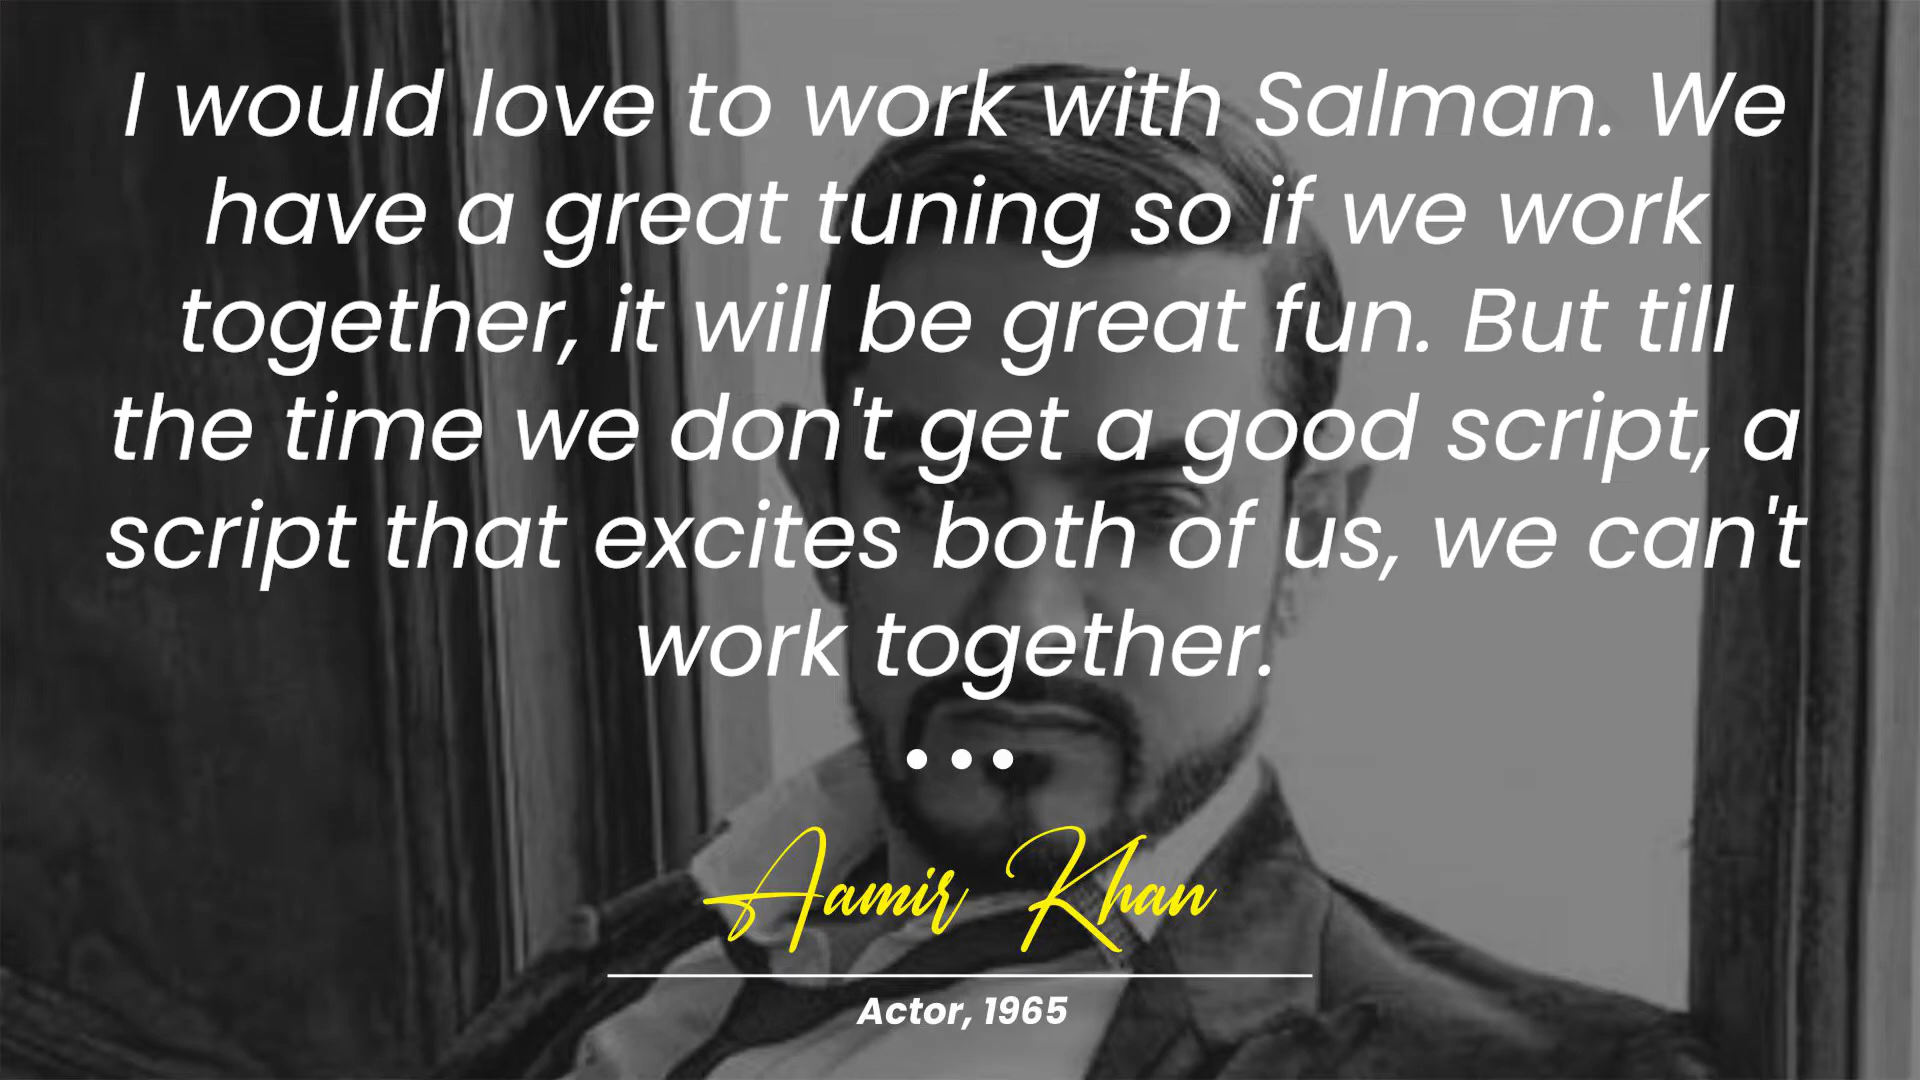 I would love to work with Salman. We
have a great tuning so if we work
together, it will be great fun. But till
the time we don't get a good script, a
script that excites both of us, we can't
work together.
Aamir Khan
Actor, 1965